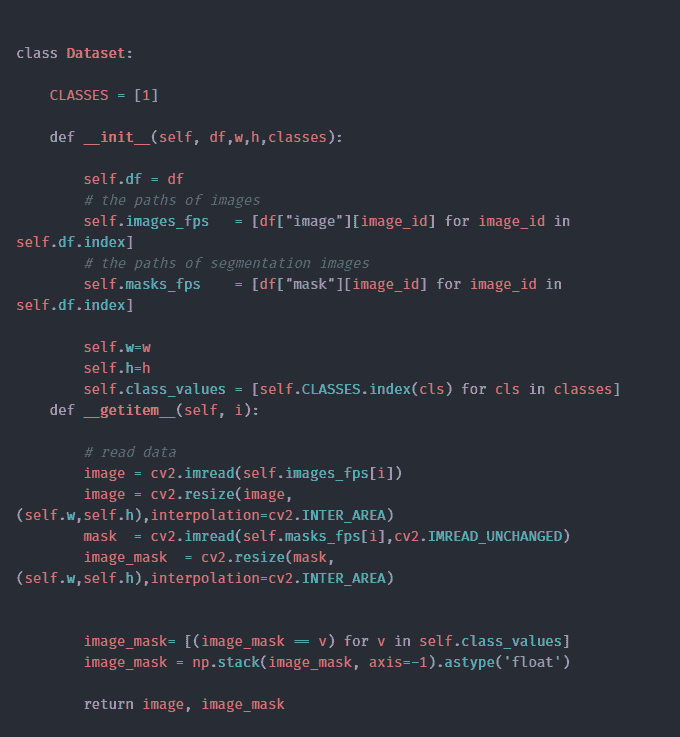 class Dataset:
    CLASSES = [1]
    def __init__(self, df,w,h,classes):
        self.df = df
        # the paths of images
        self.images_fps   = [df["image"][image_id] for image_id in
self.df.index]
        # the paths of segmentation images
        self.masks_fps    = [df["mask"][image_id] for image_id in
self.df.index]
        self.w=w
        self.h=h
        self.class_values = [self.CLASSES.index(cls) for cls in classes]
    def __getitem__(self, i):
        # read data
        image = cv2.imread(self.images_fps[i])
        image = cv2.resize(image,
(self.w,self.h),interpolation=cv2.INTER_AREA)
        mask  = cv2.imread(self.masks_fps[i],cv2.IMREAD_UNCHANGED)
        image_mask  = cv2.resize(mask,
(self.w,self.h),interpolation=cv2.INTER_AREA)
        image_mask= [(image_mask == v) for v in self.class_values]
        image_mask = np.stack(image_mask, axis=-1).astype('float')
        return image, image_mask